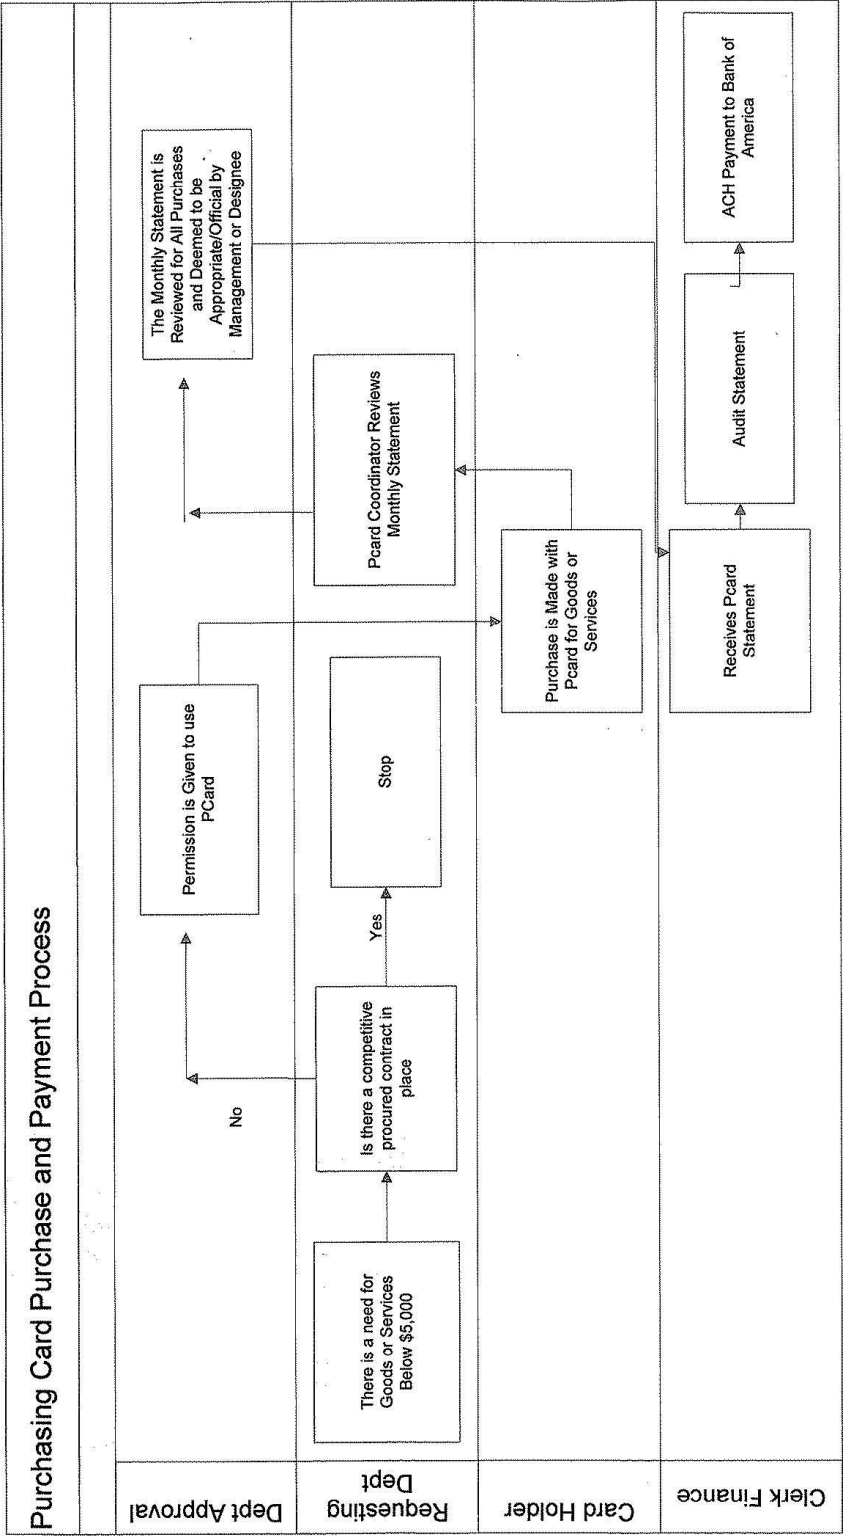 Purchasing Card Purchase and Payment Process
Dept Approval
Permission is Given to use
PCard
The Monthly Statement is
Reviewed for All Purchases
and Deemed to be
Appropriate/Official by
Management or Designee
No
Requesting
Dept
There is a need for
Goods or Services
Below $5,000
Is there a competitive
procured contract in
place
Yes
Stop
Pcard Coordinator Reviews
Monthly Statement
Card Holder
Purchase is Made with
Pcard for Goods or
Services
Clerk Finance
Receives Pcard
Statement
Audit Statement
ACH Payment to Bank of
America